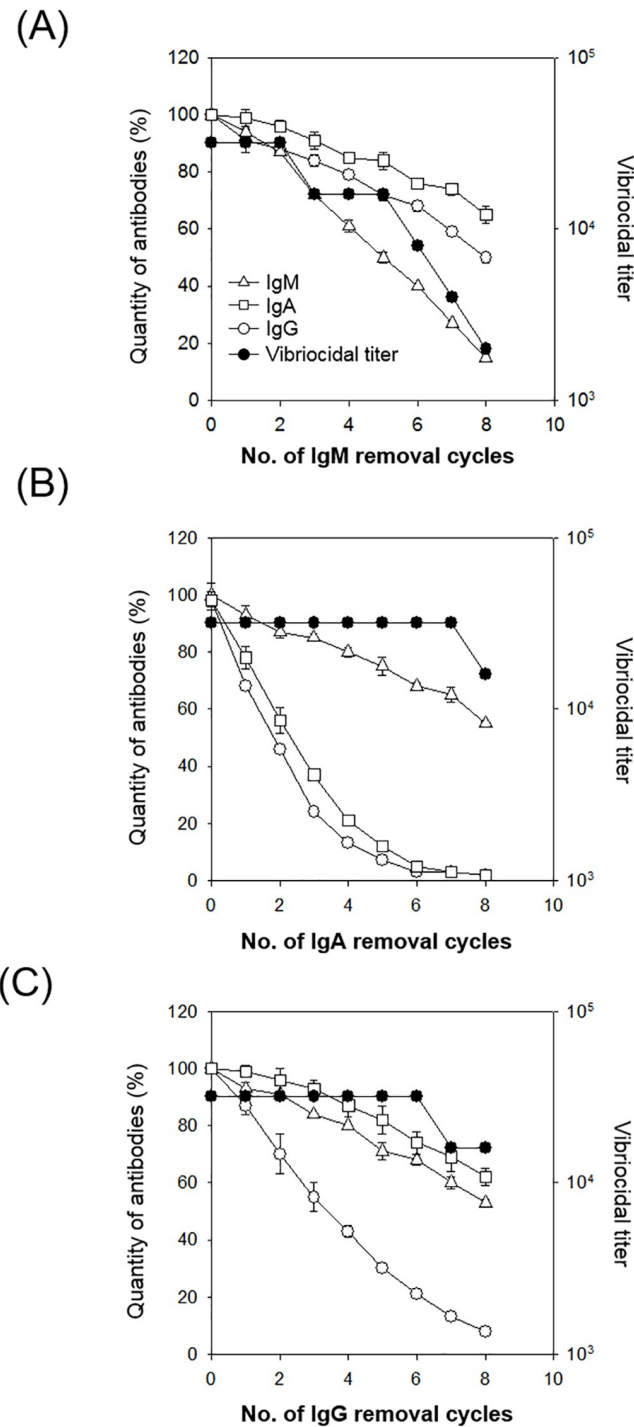 (A)
120
100
80
60
40
20
0
Quantity of antibodies (%)
10⁵
10⁴
10³
Vibriocidal titer
IgM
IgA
IgG
Vibriocidal titer
0 2 4 6 8 10
No. of IgM removal cycles
(B)
120
100
80
60
40
20
0
Quantity of antibodies (%)
10⁵
10⁴
10³
Vibriocidal titer
0 2 4 6 8 10
No. of IgA removal cycles
(C)
120
100
80
60
40
20
0
Quantity of antibodies (%)
10⁵
10⁴
10³
Vibriocidal titer
0 2 4 6 8 10
No. of IgG removal cycles